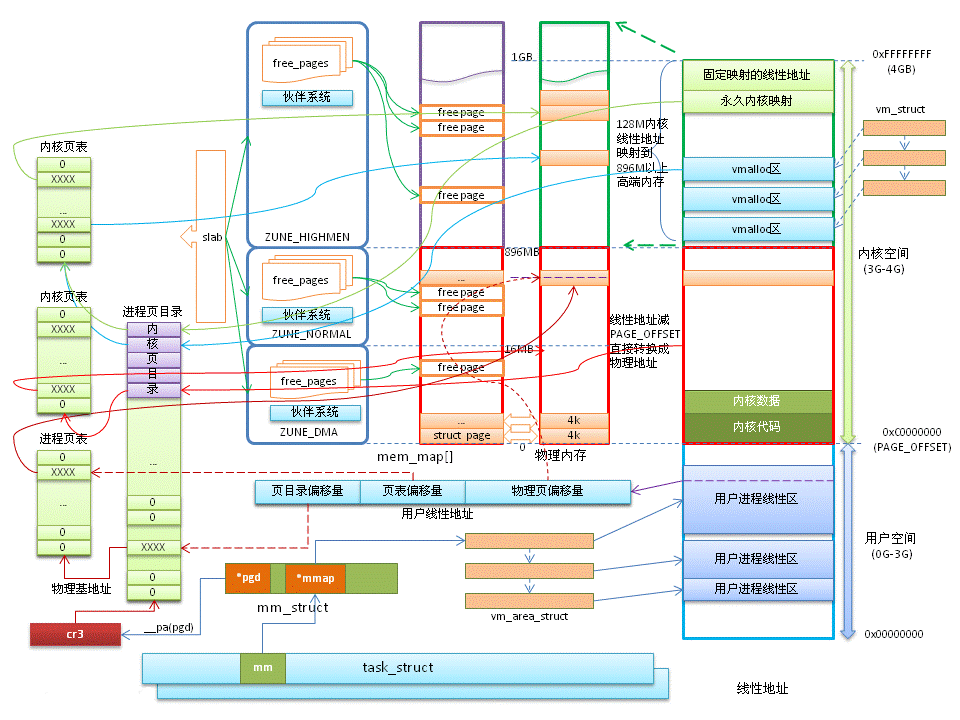 free_pages
伙伴系统
ZUNE_HIGHMEN
free_pages
伙伴系统
ZUNE_NORMAL
free_pages
伙伴系统
ZUNE_DMA
slab
内核页表
0
XXXX
...
XXXX
0
0
内核页表
0
XXXX
...
XXXX
0
进程页表
0
XXXX
...
0
0
物理基地址
进程页目录
内
核
页
目
录
...
0
0
XXXX
0
0
free page
free page
free page
...
free page
free page
free page
...
struct page
mem_map[]
1GB
896MB
16MB
0
4k
4k
物理内存
128M内核
线性地址
映射到
896M以上
高端内存
线性地址减
PAGE_OFFSET
直接转换成
物理地址
固定映射的线性地址
永久内核映射
vmalloc区
vmalloc区
vmalloc区
内核数据
内核代码
用户进程线性区
用户进程线性区
用户进程线性区
0xFFFFFFFF
(4GB)
vm_struct
内核空间
(3G-4G)
0xC0000000
(PAGE_OFFSET)
用户空间
(0G-3G)
0x00000000
线性地址
页目录偏移量
页表偏移量
物理页偏移量
用户线性地址
*pgd
*mmap
mm_struct
vm_area_struct
cr3
__pa(pgd)
mm
task_struct